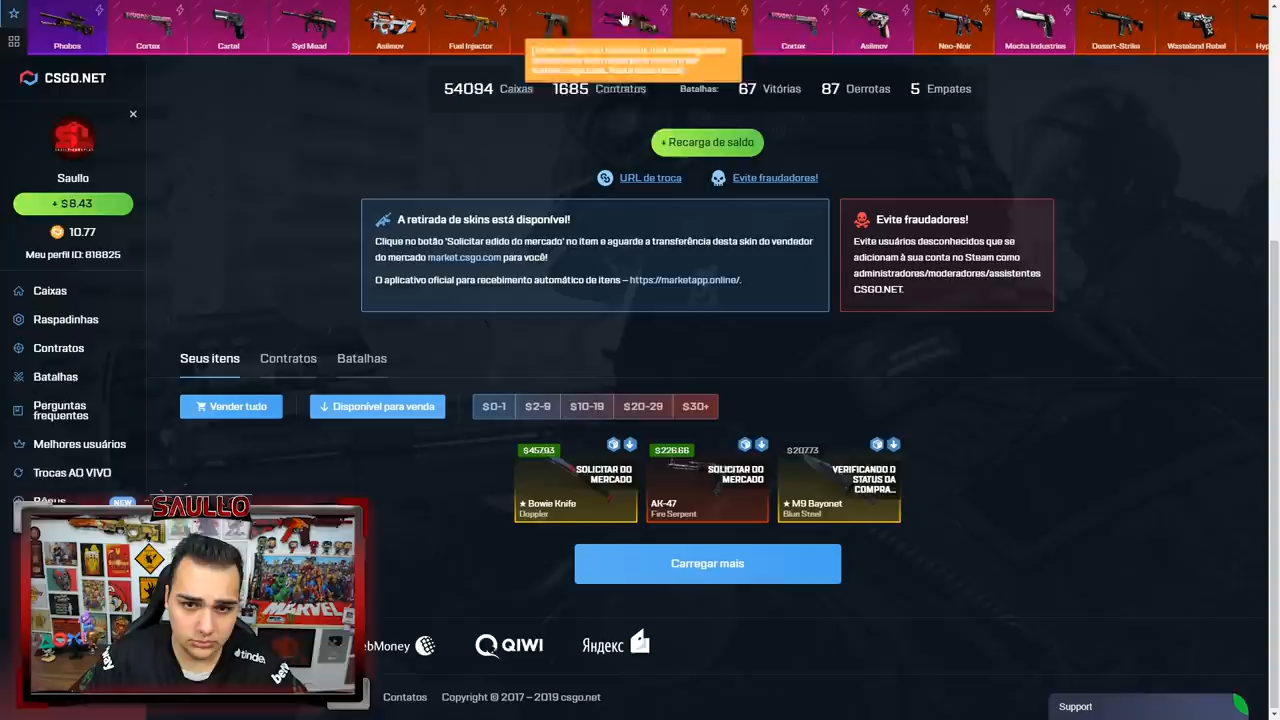 Phobos Cortex Cartel Syd Mead Asiimov Fuel Injector Cortex Asiimov Neo-Noir Mecha Industries Desert-Strike Wasteland Rebel Hyp
CSGO.NET
54094 Caixas 1685 Contratos Batalhas: 67 Vitórias 87 Derrotas 5 Empates
+ Recarga de saldo
URL de troca Evite fraudadores!
Saullo
+ $8.43
10.77
Meu perfil ID: 818825
A retirada de skins está disponível!
Clique no botão 'Solicitar edido do mercado' no item e aguarde a transferência desta skin do vendedor
do mercado market.csgo.com para você!
O aplicativo oficial para recebimento automático de itens – https://marketapp.online/.
Evite fraudadores!
Evite usuários desconhecidos que se
adicionam à sua conta no Steam como
administradores/moderadores/assistentes
CSGO.NET.
Caixas
Raspadinhas
Contratos
Batalhas
Perguntas
frequentes
Melhores usuários
Trocas AO VIVO
Bônus NEW
Seus itens Contratos Batalhas
Vender tudo Disponível para venda $0-1 $2-9 $10-19 $20-29 $30+
$457.93
SOLICITAR DO
MERCADO
★ Bowie Knife
Doppler
$226.66
SOLICITAR DO
MERCADO
AK-47
Fire Serpent
$207.73
VERIFICANDO O
STATUS DA
COMPRA...
★ M9 Bayonet
Blue Steel
Carregar mais
SAULLO
MARVEL
tinder
bebMoney QIWI Яндекс
Contatos Copyright © 2017 – 2019 csgo.net
Support